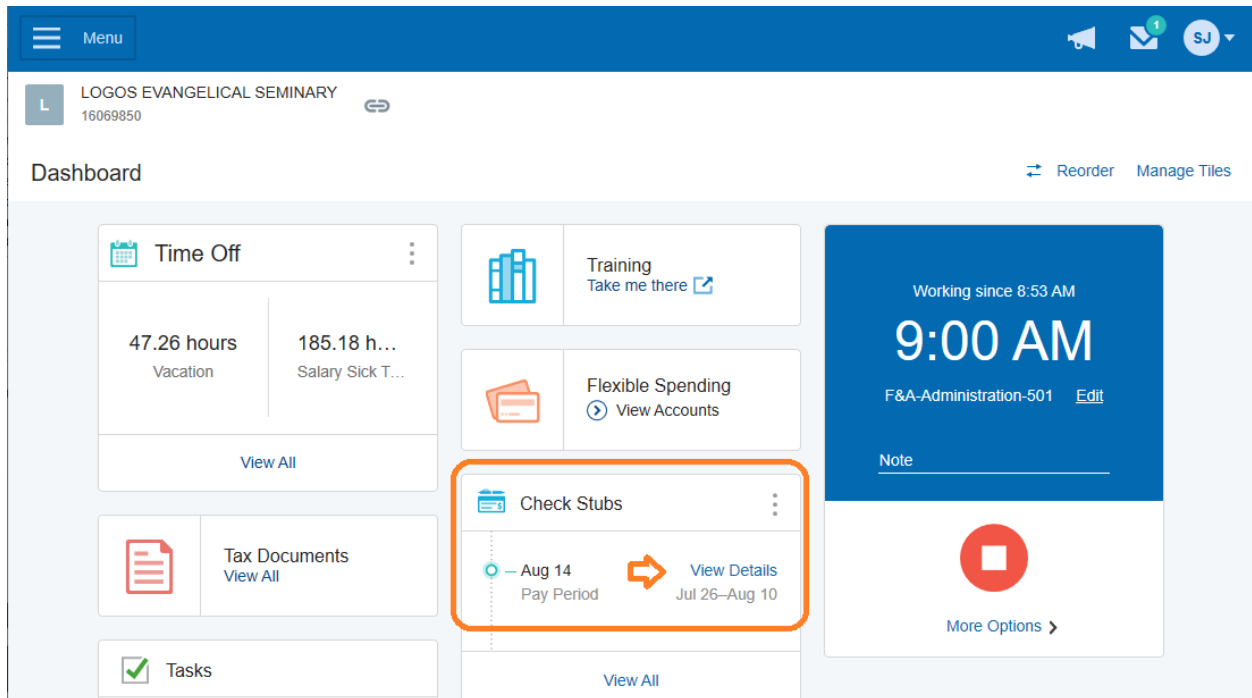 Menu
1
SJ
L
LOGOS EVANGELICAL SEMINARY
16069850
Dashboard
Reorder
Manage Tiles
Time Off
47.26 hours
Vacation
185.18 h...
Salary Sick T...
View All
Tax Documents
View All
Tasks
Training
Take me there
Flexible Spending
View Accounts
Check Stubs
Aug 14
View Details
Pay Period
Jul 26–Aug 10
View All
Working since 8:53 AM
9:00 AM
F&A-Administration-501 Edit
Note
More Options